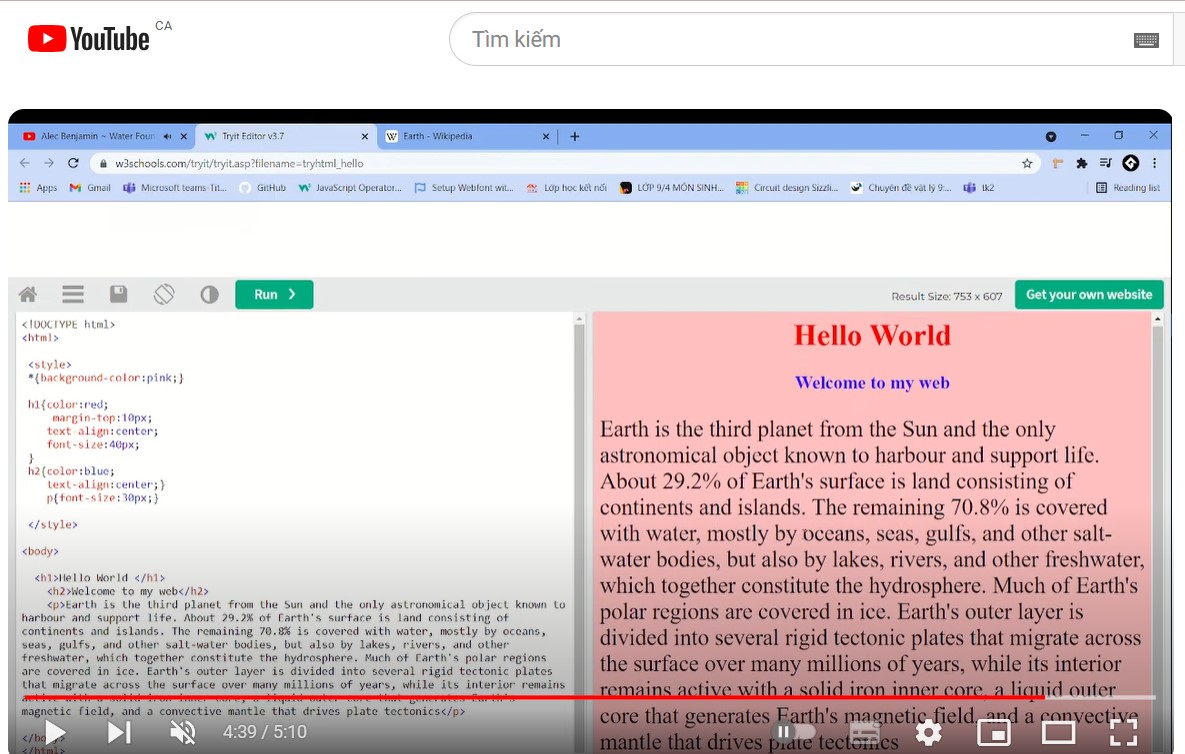 YouTube CA
Tìm kiếm
Alec Benjamin ~ Water Foun
Tryit Editor v3.7
Earth - Wikipedia
w3schools.com/tryit/tryit.asp?filename=tryhtml_hello
Apps
Gmail
Microsoft teams-Tit...
GitHub
JavaScript Operator...
Setup Webfont wit...
Lớp học kết nối
LỚP 9/4 MÔN SINH...
Circuit design Sizzli...
Chuyên đề vật lý 9:...
tk2
Reading list
Run
Result Size: 753 x 607
Get your own website
<!DOCTYPE html>
<html>
<style>
*{background-color:pink;}
h1{color:red;
margin-top:10px;
text-align:center;
font-size:40px;
}
h2{color:blue;
text-align:center;}
p{font-size:30px;}
</style>
<body>
<h1>Hello World </h1>
<h2>Welcome to my web</h2>
<p>Earth is the third planet from the Sun and the only astronomical object known to
harbour and support life. About 29.2% of Earth's surface is land consisting of
continents and islands. The remaining 70.8% is covered with water, mostly by oceans,
seas, gulfs, and other salt-water bodies, but also by lakes, rivers, and other
freshwater, which together constitute the hydrosphere. Much of Earth's polar regions
are covered in ice. Earth's outer layer is divided into several rigid tectonic plates
that migrate across the surface over many millions of years, while its interior remains
active with a solid iron inner core, a liquid outer core that generates Earth's
magnetic field, and a convective mantle that drives plate tectonics</p>
</html>
Hello World
Welcome to my web
Earth is the third planet from the Sun and the only
astronomical object known to harbour and support life.
About 29.2% of Earth's surface is land consisting of
continents and islands. The remaining 70.8% is covered
with water, mostly by oceans, seas, gulfs, and other salt-
water bodies, but also by lakes, rivers, and other freshwater,
which together constitute the hydrosphere. Much of Earth's
polar regions are covered in ice. Earth's outer layer is
divided into several rigid tectonic plates that migrate across
the surface over many millions of years, while its interior
remains active with a solid iron inner core, a liquid outer
core that generates Earth's magnetic field, and a convective
mantle that drives plate tectonics
4:39 / 5:10